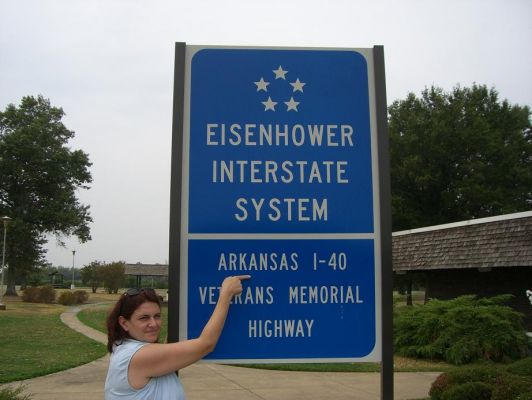 EISENHOWER
INTERSTATE
SYSTEM
ARKANSAS I-40
VETERANS MEMORIAL
HIGHWAY